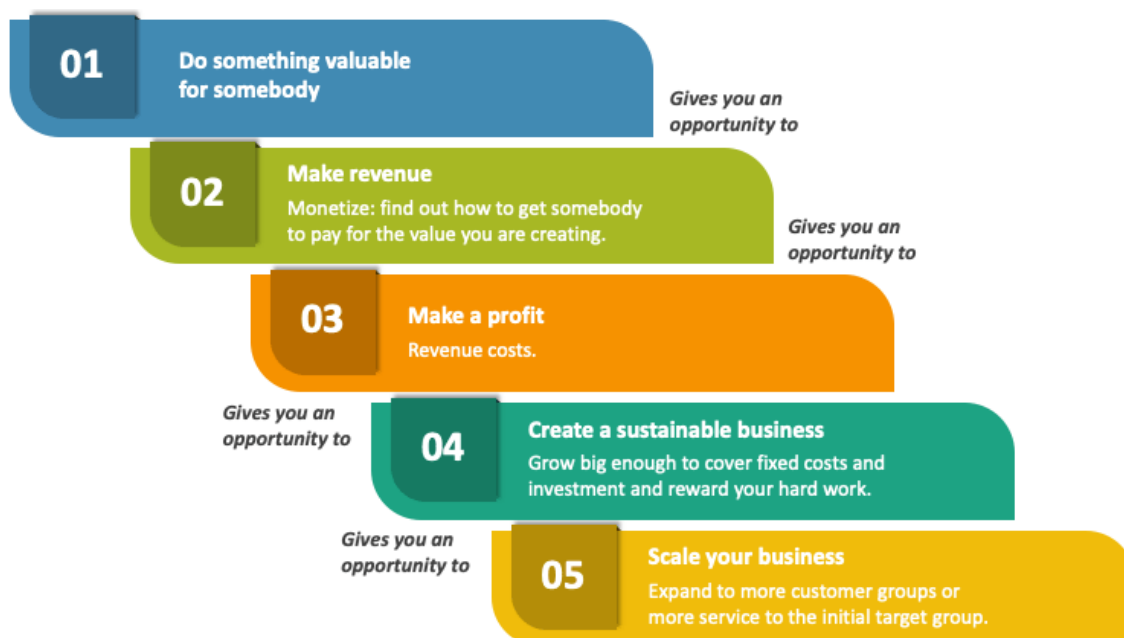 01
Do something valuable
for somebody
Gives you an
opportunity to
02
Make revenue
Monetize: find out how to get somebody
to pay for the value you are creating.
Gives you an
opportunity to
03
Make a profit
Revenue costs.
Gives you an
opportunity to
04
Create a sustainable business
Grow big enough to cover fixed costs and
investment and reward your hard work.
Gives you an
opportunity to
05
Scale your business
Expand to more customer groups or
more service to the initial target group.